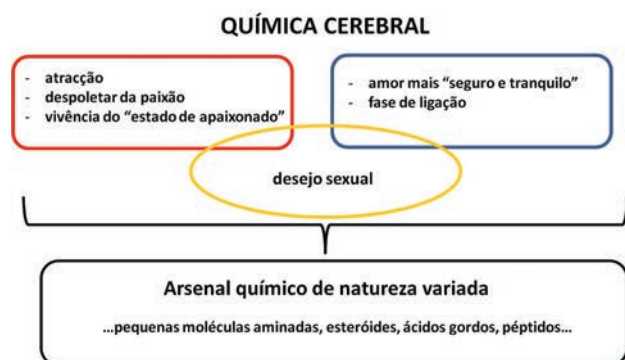 QUÍMICA CEREBRAL
- atracção
- despoletar da paixão
- vivência do “estado de apaixonado”
- amor mais “seguro e tranquilo”
- fase de ligação
desejo sexual
Arsenal químico de natureza variada
...pequenas moléculas aminadas, esteróides, ácidos gordos, péptidos...